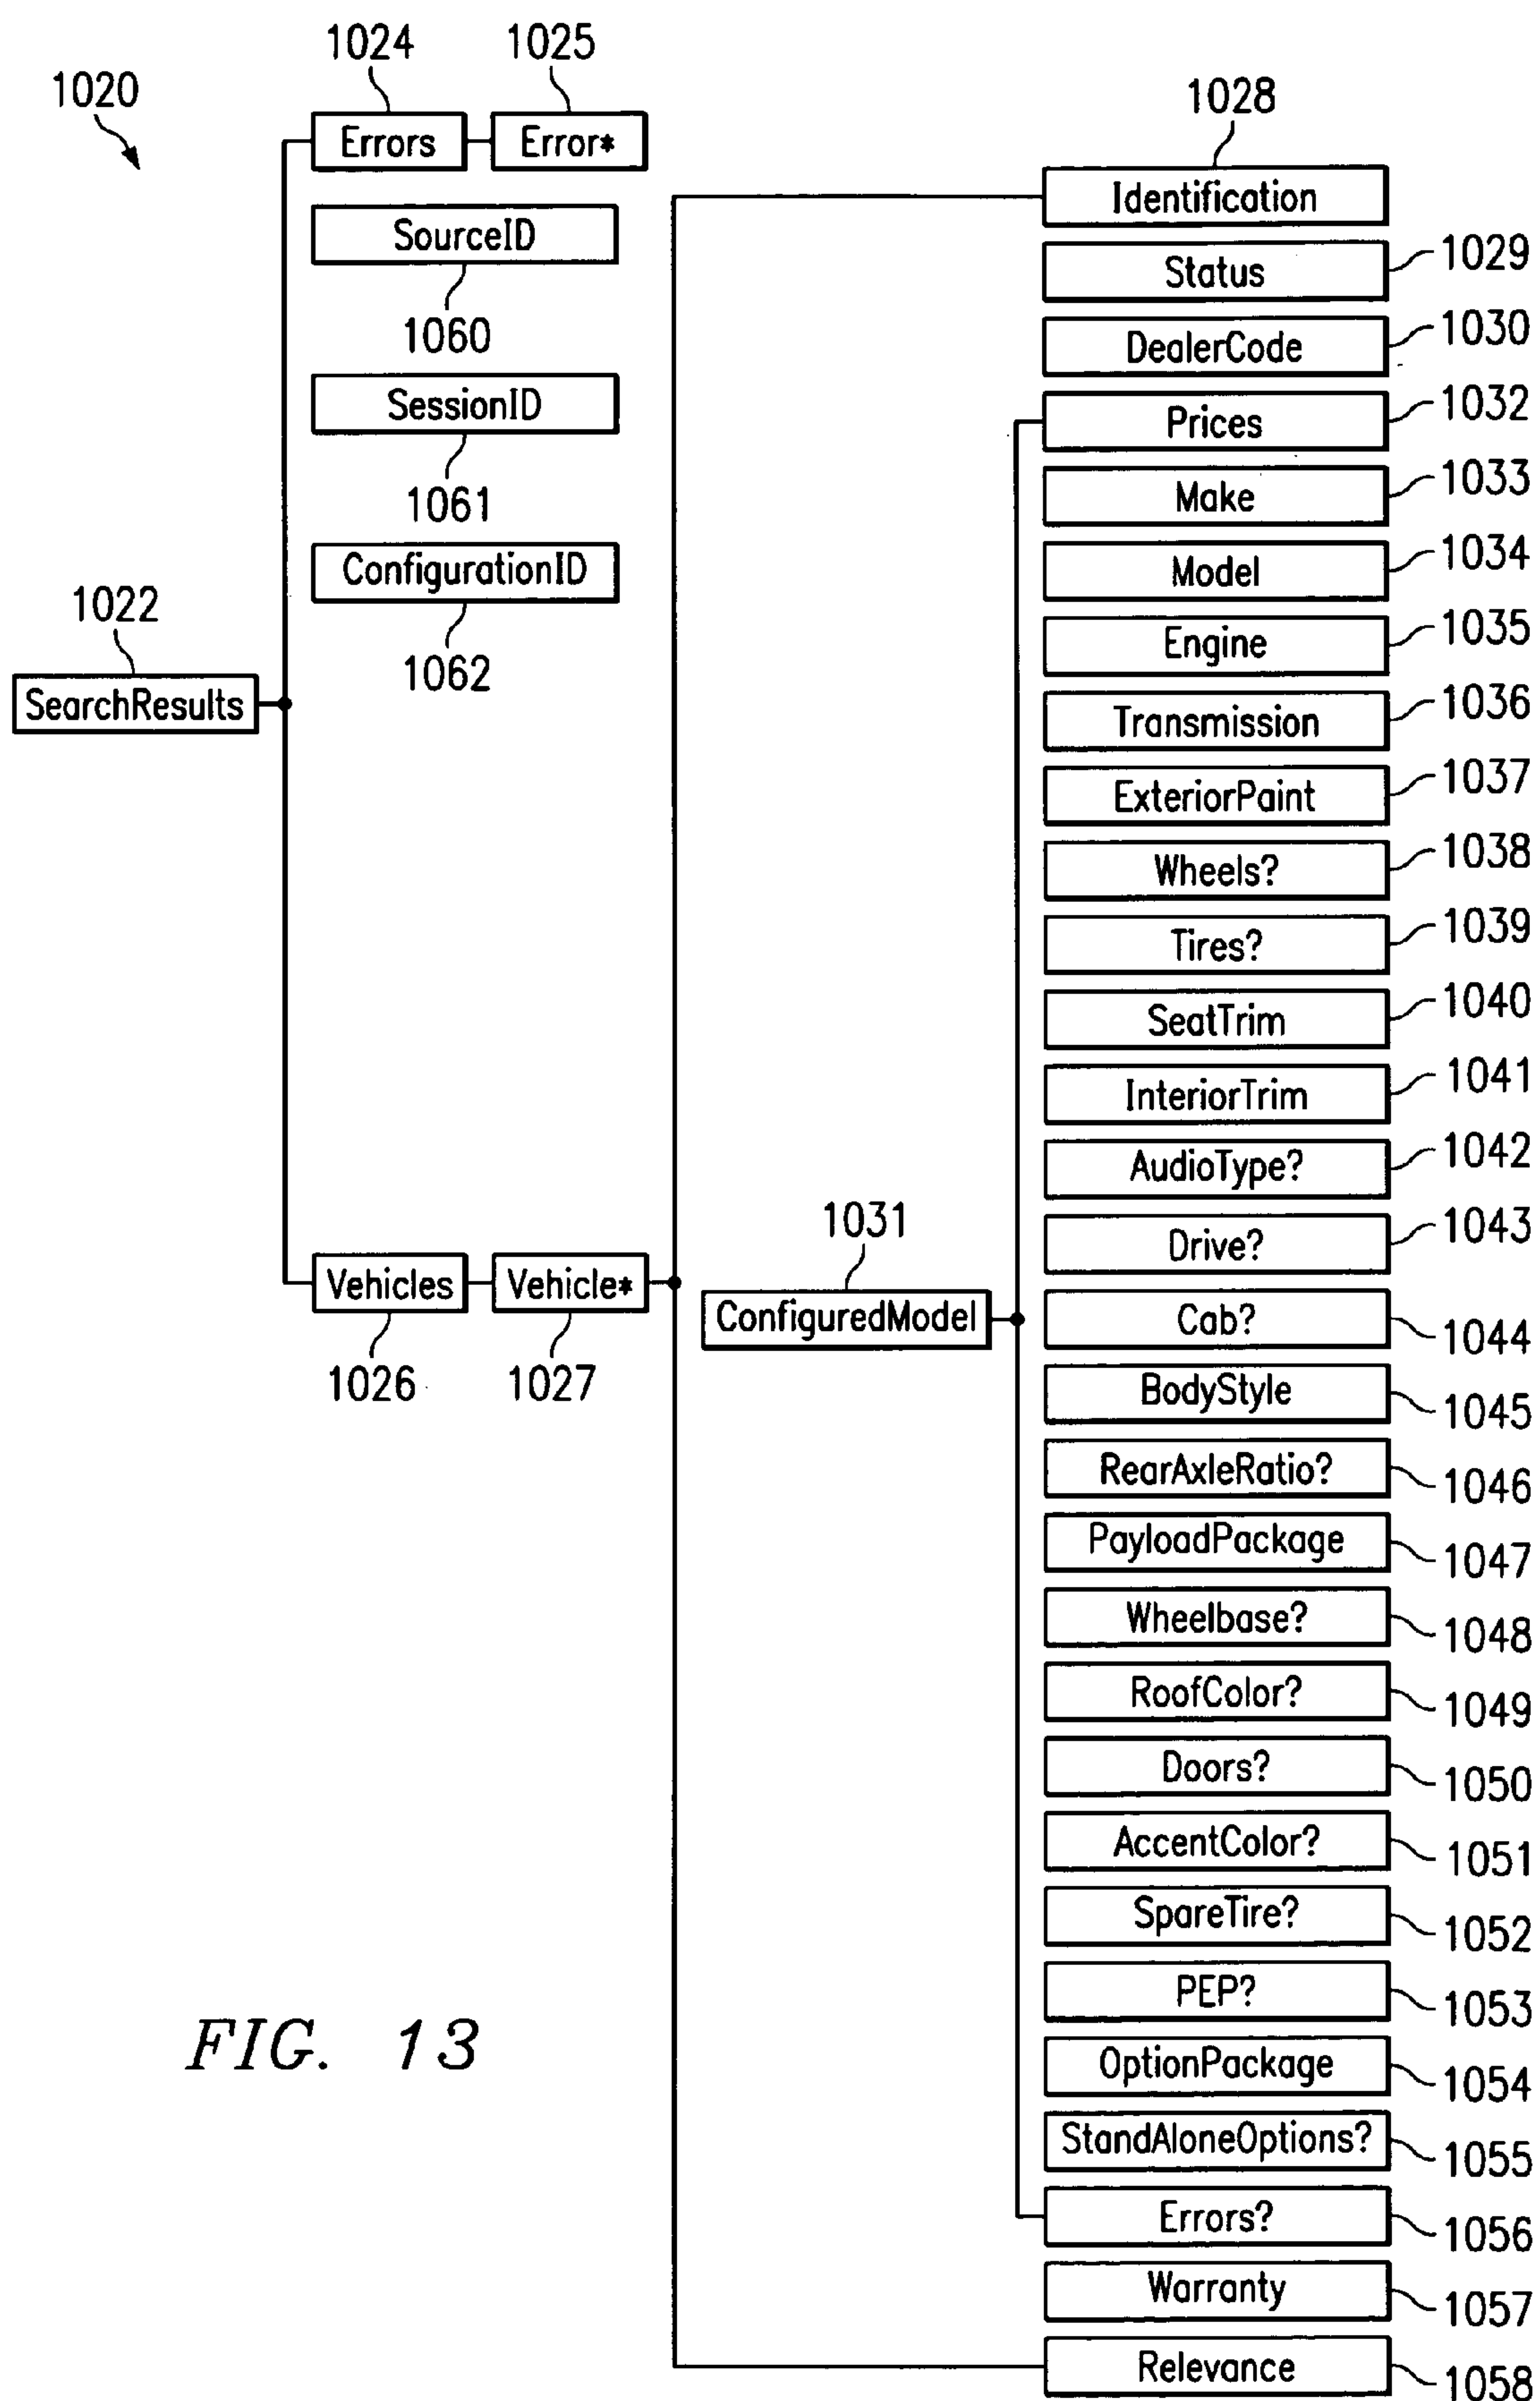 1020
1024
1025
Errors
Error*
SourceID
1060
SessionID
1061
ConfigurationID
1062
1022
SearchResults
Vehicles
Vehicle*
1026
1027
1031
ConfiguredModel
1028
Identification
Status 1029
DealerCode 1030
Prices 1032
Make 1033
Model 1034
Engine 1035
Transmission 1036
ExteriorPaint 1037
Wheels? 1038
Tires? 1039
SeatTrim 1040
InteriorTrim 1041
AudioType? 1042
Drive? 1043
Cab? 1044
BodyStyle 1045
RearAxleRatio? 1046
PayloadPackage 1047
Wheelbase? 1048
RoofColor? 1049
Doors? 1050
AccentColor? 1051
SpareTire? 1052
PEP? 1053
OptionPackage 1054
StandAloneOptions? 1055
Errors? 1056
Warranty 1057
Relevance 1058
FIG. 13